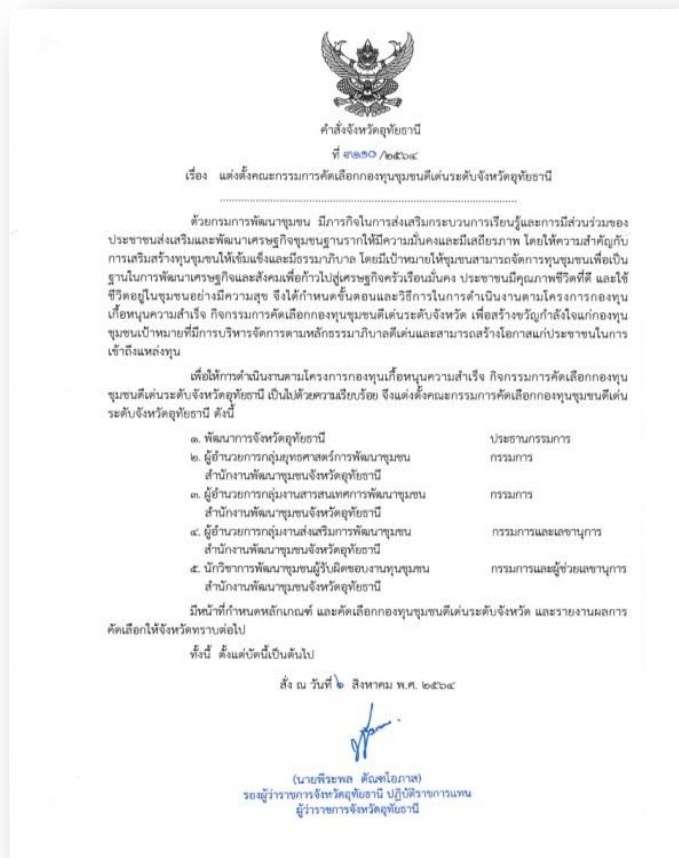 คำสั่งจังหวัดอุทัยธานี
ที่ ๓๑๑๐/๒๕๖๔
เรื่อง แต่งตั้งคณะกรรมการคัดเลือกกองทุนชุมชนดีเด่นระดับจังหวัดอุทัยธานี
ด้วยกรมการพัฒนาชุมชน มีภารกิจในการส่งเสริมกระบวนการเรียนรู้และการมีส่วนร่วมของ
ประชาชนส่งเสริมและพัฒนาเศรษฐกิจชุมชนฐานรากให้มีความมั่นคงและมีเสถียรภาพ โดยให้ความสำคัญกับ
การเสริมสร้างทุนชุมชนให้เข้มแข็งและมีธรรมาภิบาล โดยมีเป้าหมายให้ชุมชนสามารถจัดการทุนชุมชนเพื่อเป็น
ฐานในการพัฒนาเศรษฐกิจและสังคมเพื่อก้าวไปสู่เศรษฐกิจครัวเรือนมั่นคง ประชาชนมีคุณภาพชีวิตที่ดี และใช้
ชีวิตอยู่ในชุมชนอย่างมีความสุข จึงได้กำหนดขั้นตอนและวิธีการในการดำเนินงานตามโครงการกองทุน
เกื้อหนุนความสำเร็จ กิจกรรมการคัดเลือกกองทุนชุมชนดีเด่นระดับจังหวัด เพื่อสร้างขวัญกำลังใจแก่กองทุน
ชุมชนเป้าหมายที่มีการบริหารจัดการตามหลักธรรมาภิบาลดีเด่นและสามารถสร้างโอกาสแก่ประชาชนในการ
เข้าถึงแหล่งทุน
เพื่อให้การดำเนินงานตามโครงการกองทุนเกื้อหนุนความสำเร็จ กิจกรรมการคัดเลือกกองทุน
ชุมชนดีเด่นระดับจังหวัดอุทัยธานี เป็นไปด้วยความเรียบร้อย จึงแต่งตั้งคณะกรรมการคัดเลือกกองทุนชุมชนดีเด่น
ระดับจังหวัดอุทัยธานี ดังนี้
๑. พัฒนาการจังหวัดอุทัยธานี ประธานกรรมการ
๒. ผู้อำนวยการกลุ่มยุทธศาสตร์การพัฒนาชุมชน กรรมการ
สำนักงานพัฒนาชุมชนจังหวัดอุทัยธานี
๓. ผู้อำนวยการกลุ่มงานสารสนเทศการพัฒนาชุมชน กรรมการ
สำนักงานพัฒนาชุมชนจังหวัดอุทัยธานี
๔. ผู้อำนวยการกลุ่มงานส่งเสริมการพัฒนาชุมชน กรรมการและเลขานุการ
สำนักงานพัฒนาชุมชนจังหวัดอุทัยธานี
๕. นักวิชาการพัฒนาชุมชนผู้รับผิดชอบงานทุนชุมชน กรรมการและผู้ช่วยเลขานุการ
สำนักงานพัฒนาชุมชนจังหวัดอุทัยธานี
มีหน้าที่กำหนดหลักเกณฑ์ และคัดเลือกกองทุนชุมชนดีเด่นระดับจังหวัด และรายงานผลการ
คัดเลือกให้จังหวัดทราบต่อไป
ทั้งนี้ ตั้งแต่บัดนี้เป็นต้นไป
สั่ง ณ วันที่ ๖ สิงหาคม พ.ศ. ๒๕๖๔
(นายพีระพล ตัณฑโอภาส)
รองผู้ว่าราชการจังหวัดอุทัยธานี ปฏิบัติราชการแทน
ผู้ว่าราชการจังหวัดอุทัยธานี